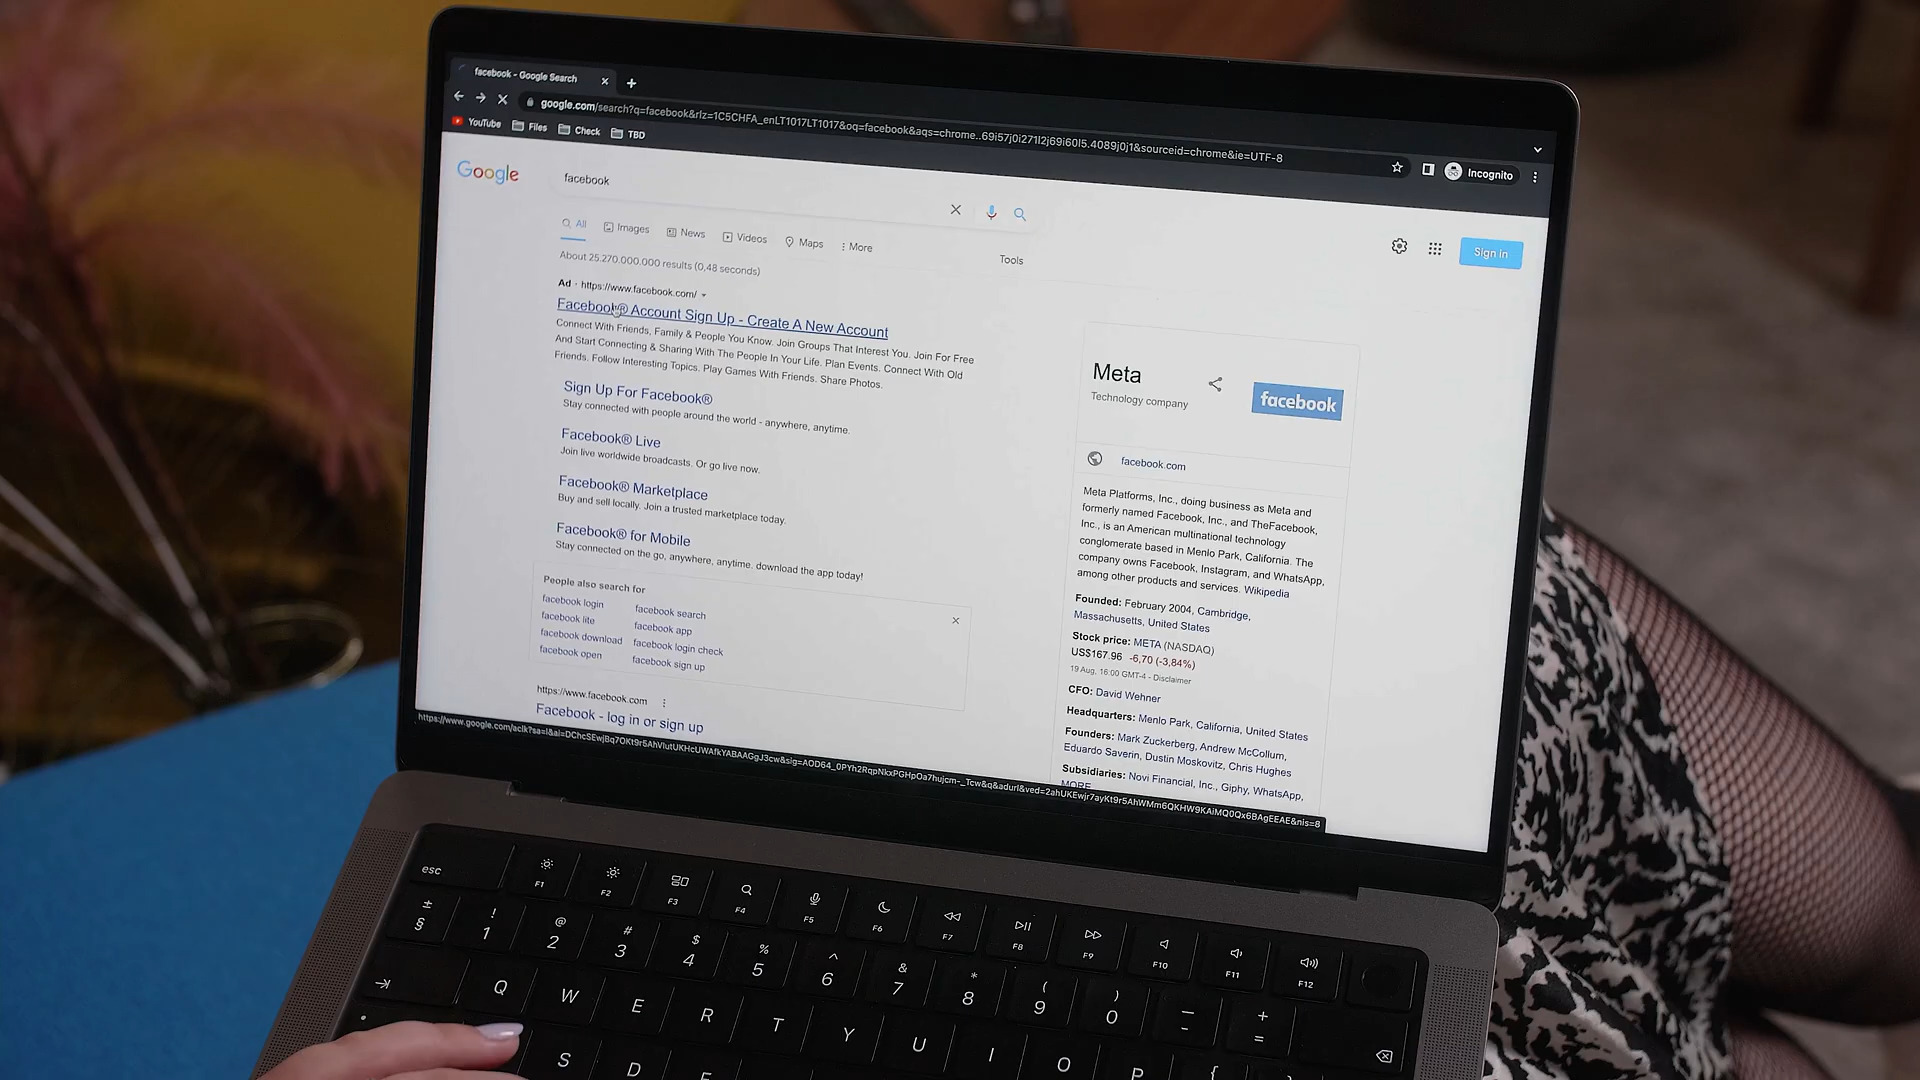 facebook - Google Search
google.com/search?q=facebook&rlz=1C5CHFA_enLT1017LT1017&oq=facebook&aqs=chrome..69i57j0i271l2j69i60l5.4089j0j1&sourceid=chrome&ie=UTF-8
YouTube Files Check TBD
Incognito
Google
facebook
All Images News Videos Maps More
Tools
Sign in
About 25.270.000.000 results (0,48 seconds)
Ad · https://www.facebook.com/
Facebook® Account Sign Up - Create A New Account
Connect With Friends, Family & People You Know. Join Groups That Interest You. Join For Free
And Start Connecting & Sharing With The People In Your Life. Plan Events. Connect With Old
Friends. Follow Interesting Topics. Play Games With Friends. Share Photos.
Sign Up For Facebook®
Stay connected with people around the world - anywhere, anytime.
Facebook® Live
Join live worldwide broadcasts. Or go live now.
Facebook® Marketplace
Buy and sell locally. Join a trusted marketplace today.
Facebook® for Mobile
Stay connected on the go, anywhere, anytime. download the app today!
People also search for
facebook login facebook search
facebook lite facebook app
facebook download facebook login check
facebook open facebook sign up
https://www.facebook.com
Facebook - log in or sign up
Meta
Technology company
facebook
facebook.com
Meta Platforms, Inc., doing business as Meta and
formerly named Facebook, Inc., and TheFacebook,
Inc., is an American multinational technology
conglomerate based in Menlo Park, California. The
company owns Facebook, Instagram, and WhatsApp,
among other products and services. Wikipedia
Founded: February 2004, Cambridge,
Massachusetts, United States
Stock price: META (NASDAQ)
US$167.96 -6,70 (-3,84%)
19 Aug, 16:00 GMT-4 - Disclaimer
CFO: David Wehner
Headquarters: Menlo Park, California, United States
Founders: Mark Zuckerberg, Andrew McCollum,
Eduardo Saverin, Dustin Moskovitz, Chris Hughes
Subsidiaries: Novi Financial, Inc., Giphy, WhatsApp,
MORE
esc F1 F2 F3 F4 F5 F6 F7 F8 F9 F10 F11 F12
± ! @ # $ % ^ & * ( ) — +
§ 1 2 3 4 5 6 7 8 9 0 - =
Q W E R T Y U I O P {
S D